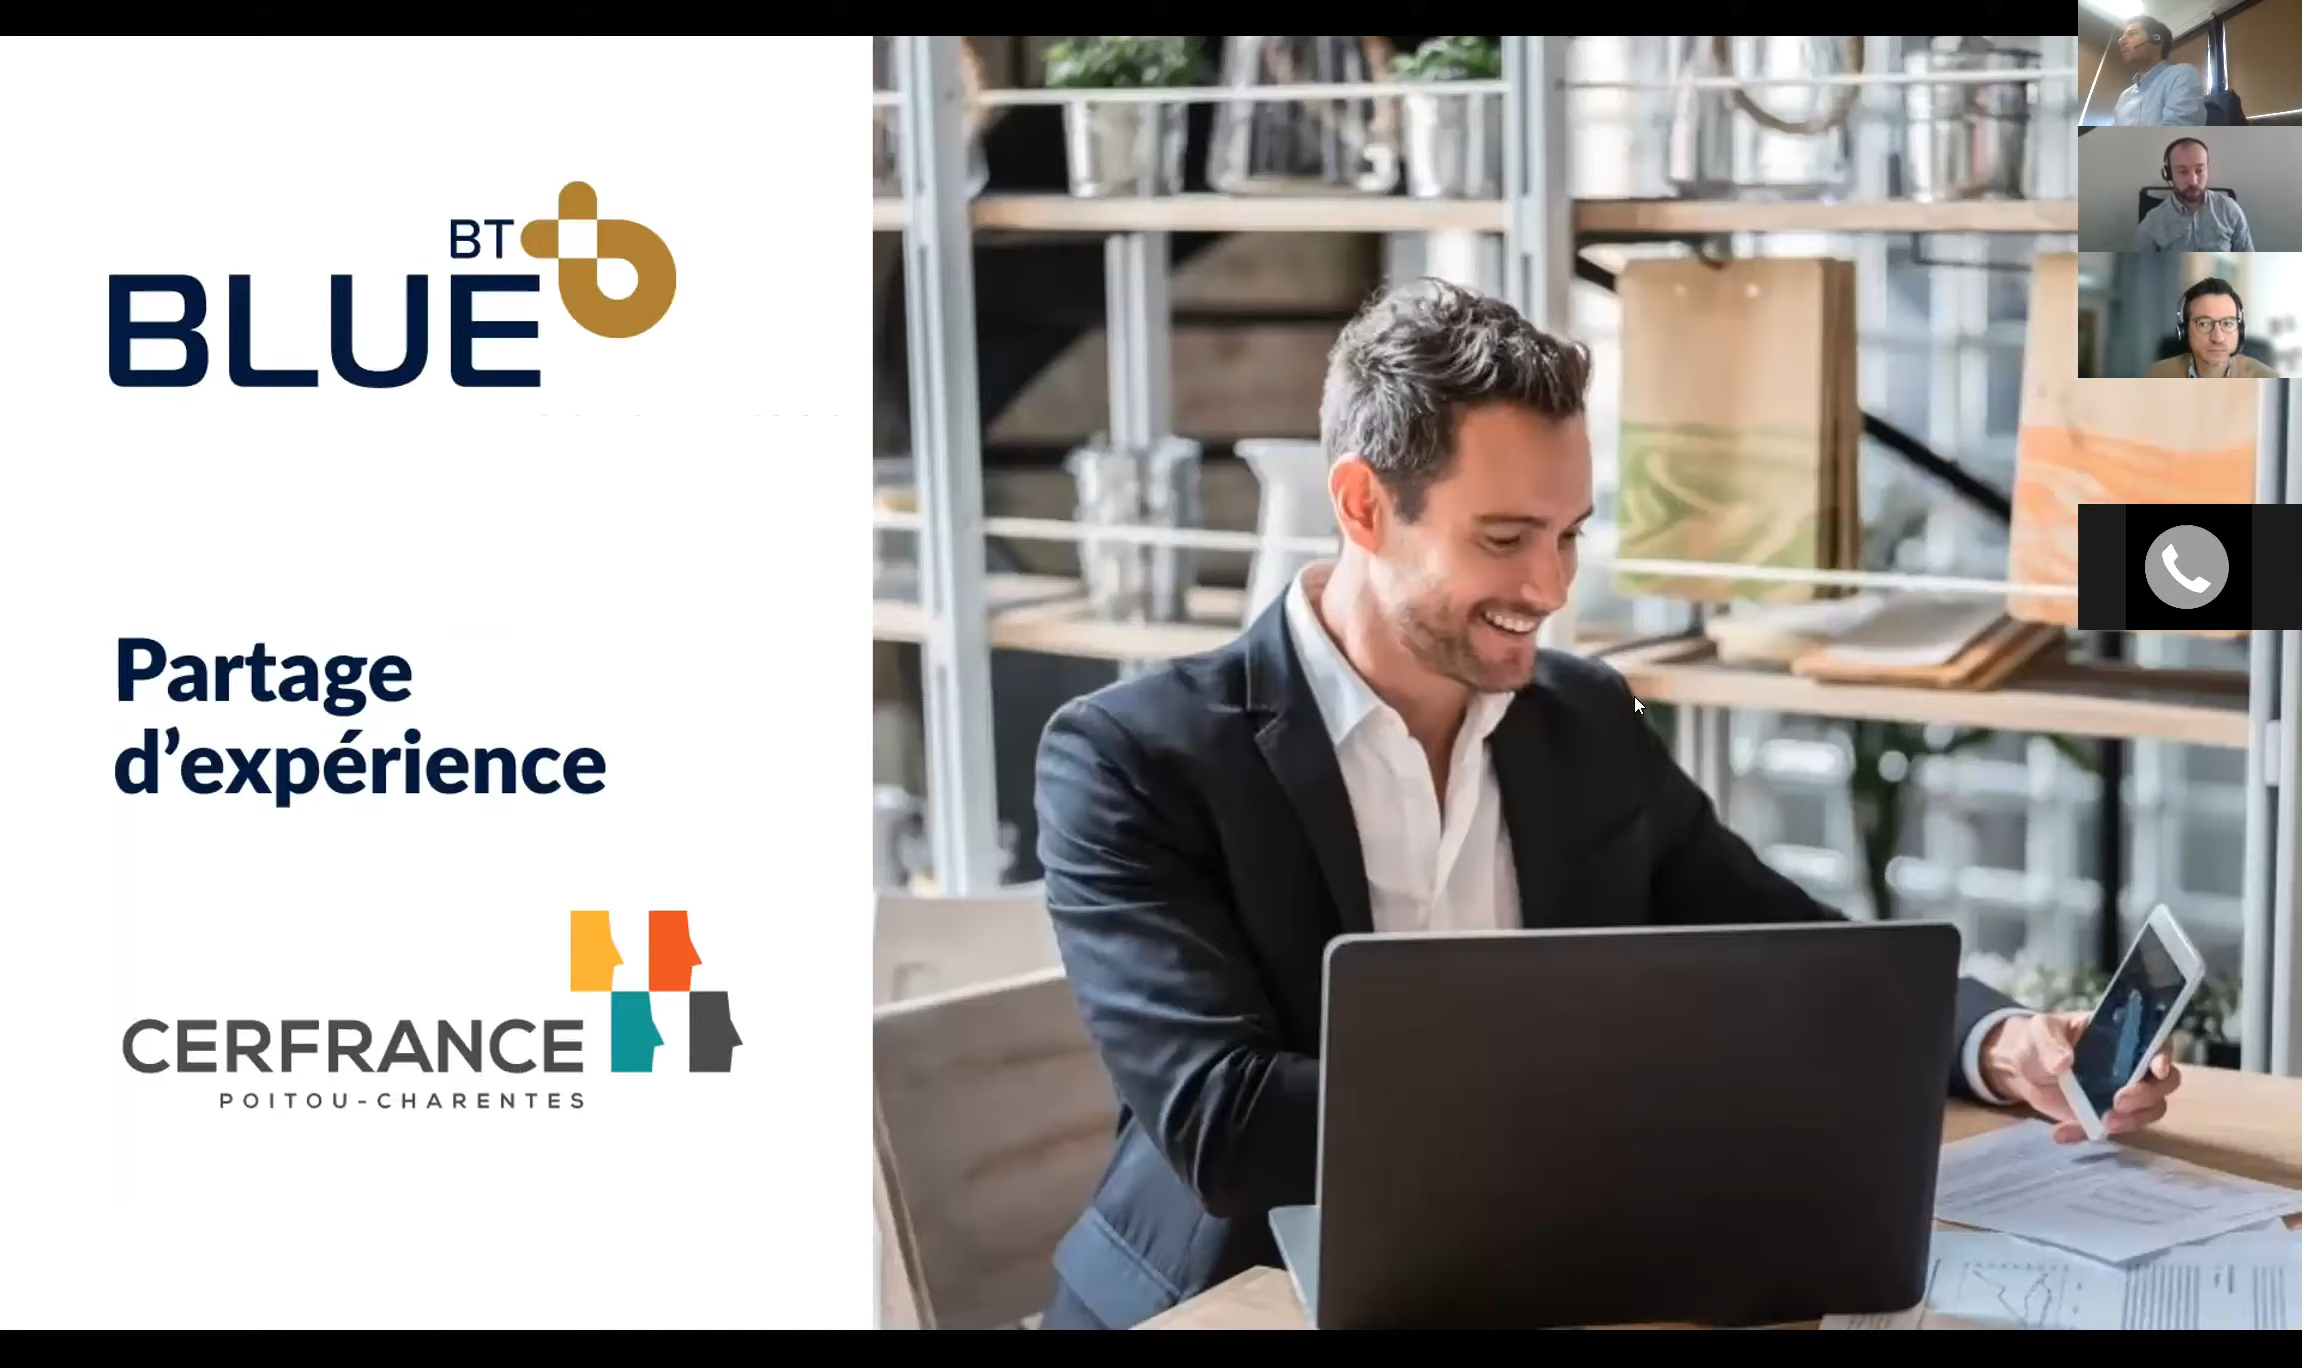 BT
BLUE
Partage
d'expérience
CERFRANCE
POITOU-CHARENTES